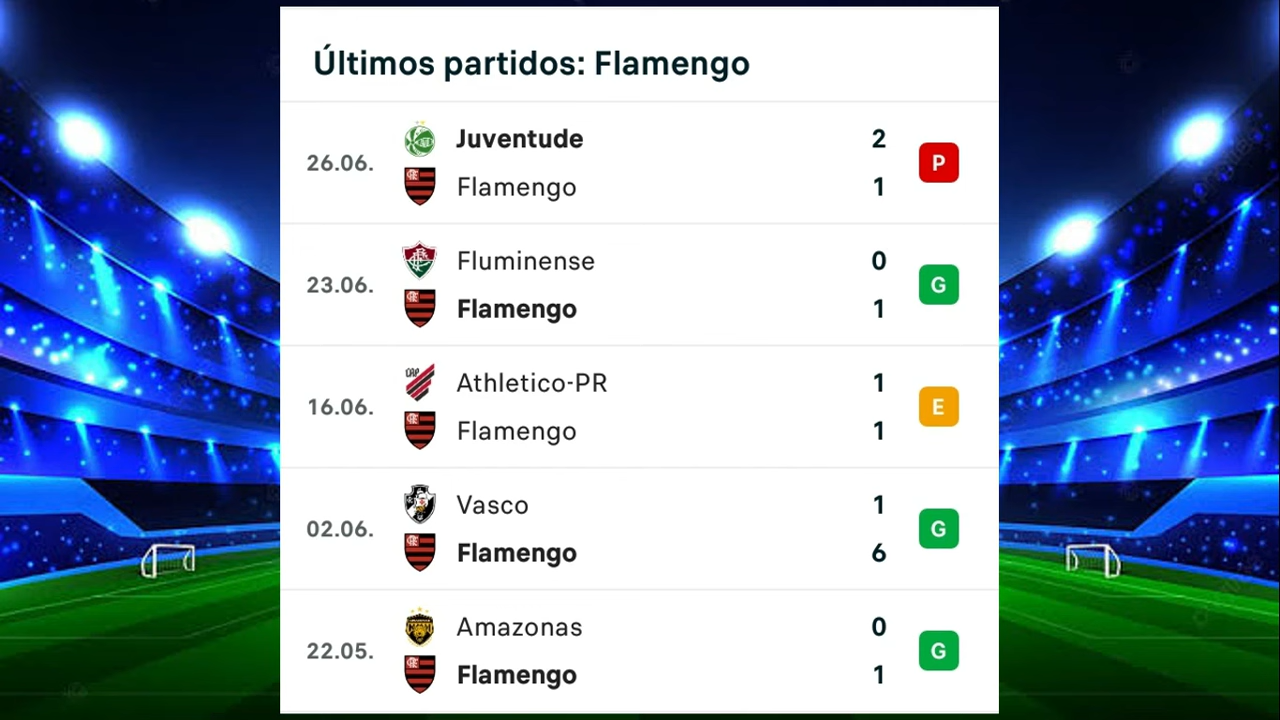 Últimos partidos: Flamengo
26.06.
Juventude 2
Flamengo 1
P
23.06.
Fluminense 0
Flamengo 1
G
16.06.
Athletico-PR 1
Flamengo 1
E
02.06.
Vasco 1
Flamengo 6
G
22.05.
Amazonas 0
Flamengo 1
G